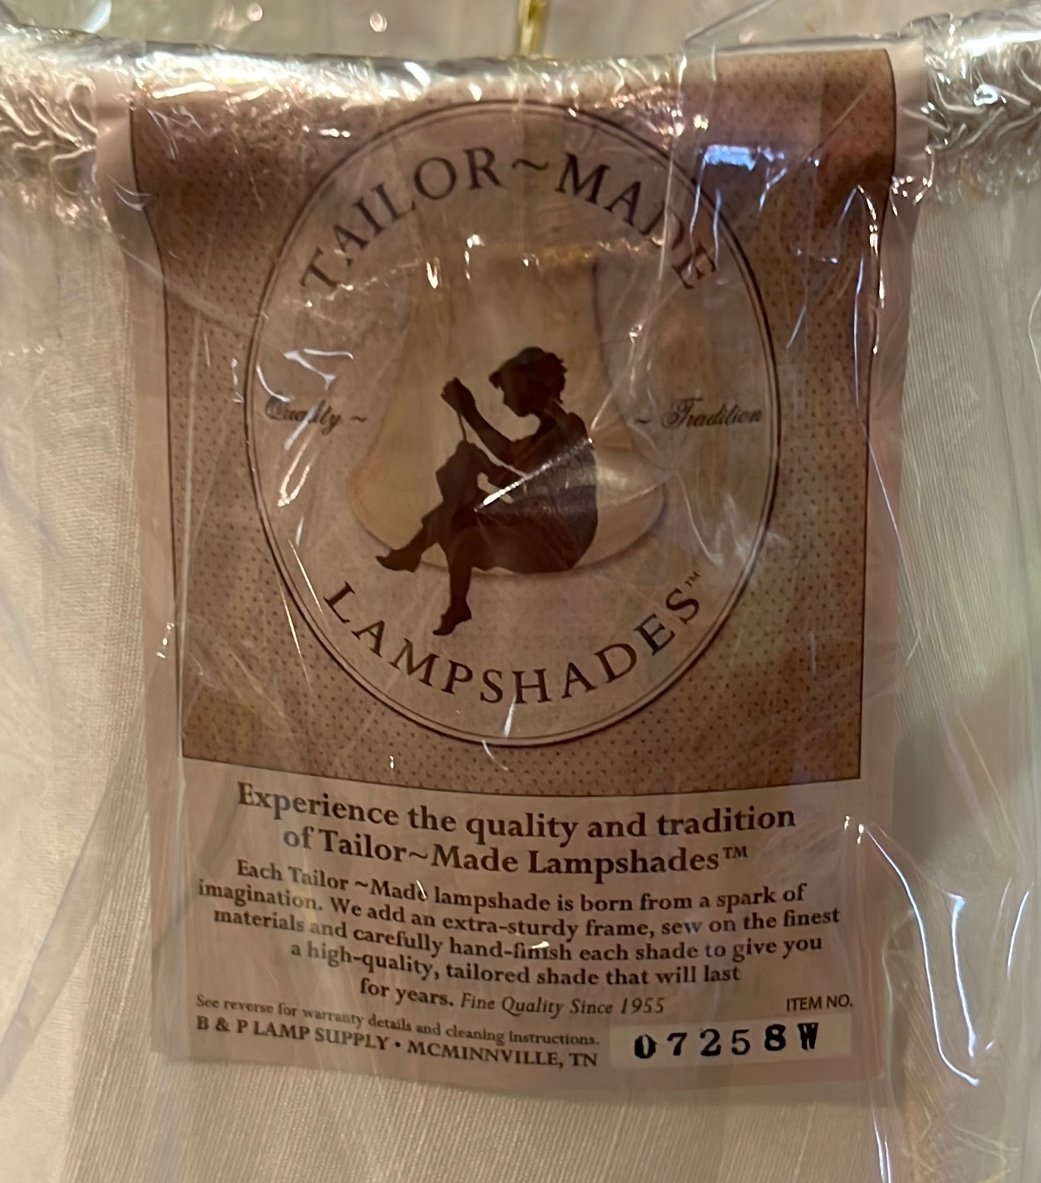 TAILOR~MADE
Quality ~
~ Tradition
LAMPSHADES™
Experience the quality and tradition
of Tailor~Made Lampshades™
Each Tailor~Made lampshade is born from a spark of
imagination. We add an extra-sturdy frame, sew on the finest
materials and carefully hand-finish each shade to give you
a high-quality, tailored shade that will last
for years. Fine Quality Since 1955
See reverse for warranty details and cleaning instructions.
B & P LAMP SUPPLY • MCMINNVILLE, TN
ITEM NO.
07258W